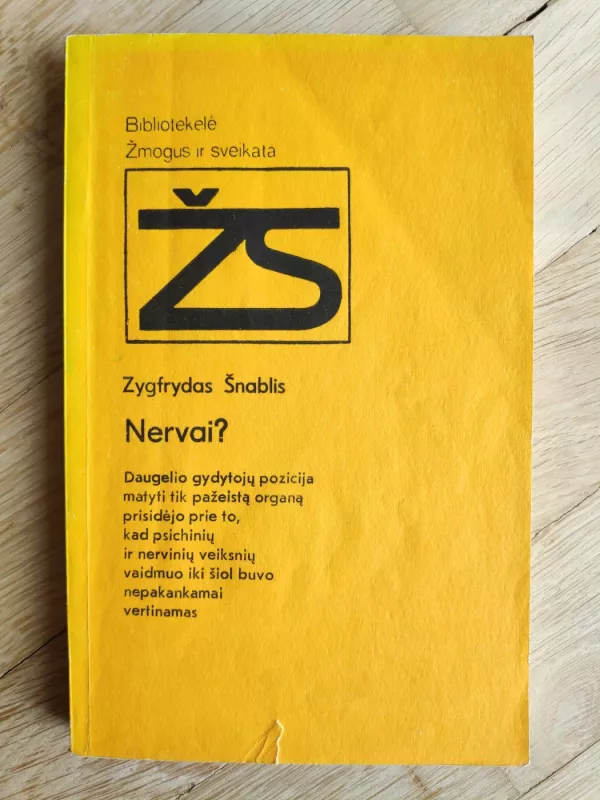 Bibliotekelė
Žmogus ir sveikata
ŽS
Zygfrydas Šnablis
Nervai?
Daugelio gydytojų pozicija
matyti tik pažeistą organą
prisidėjo prie to,
kad psichinių
ir nervinių veiksnių
vaidmuo iki šiol buvo
nepakankamai
vertinamas